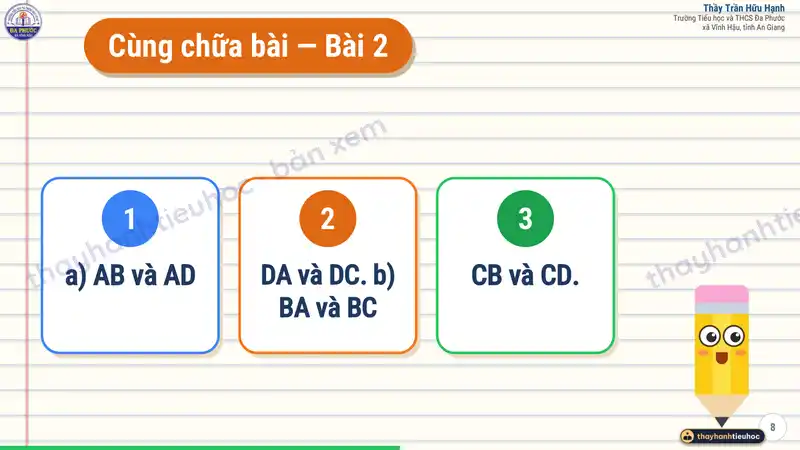 Thầy Trần Hữu Hạnh
Trường Tiểu học và THCS Đa Phước
xã Vĩnh Hậu, tỉnh An Giang
ĐA PHƯỚC
Cùng chữa bài — Bài 2
thayhanhtieuhoc - bản xem
thayhanhtie
1
a) AB và AD
2
DA và DC. b)
BA và BC
3
CB và CD.
thayhanhtieuhoc
8